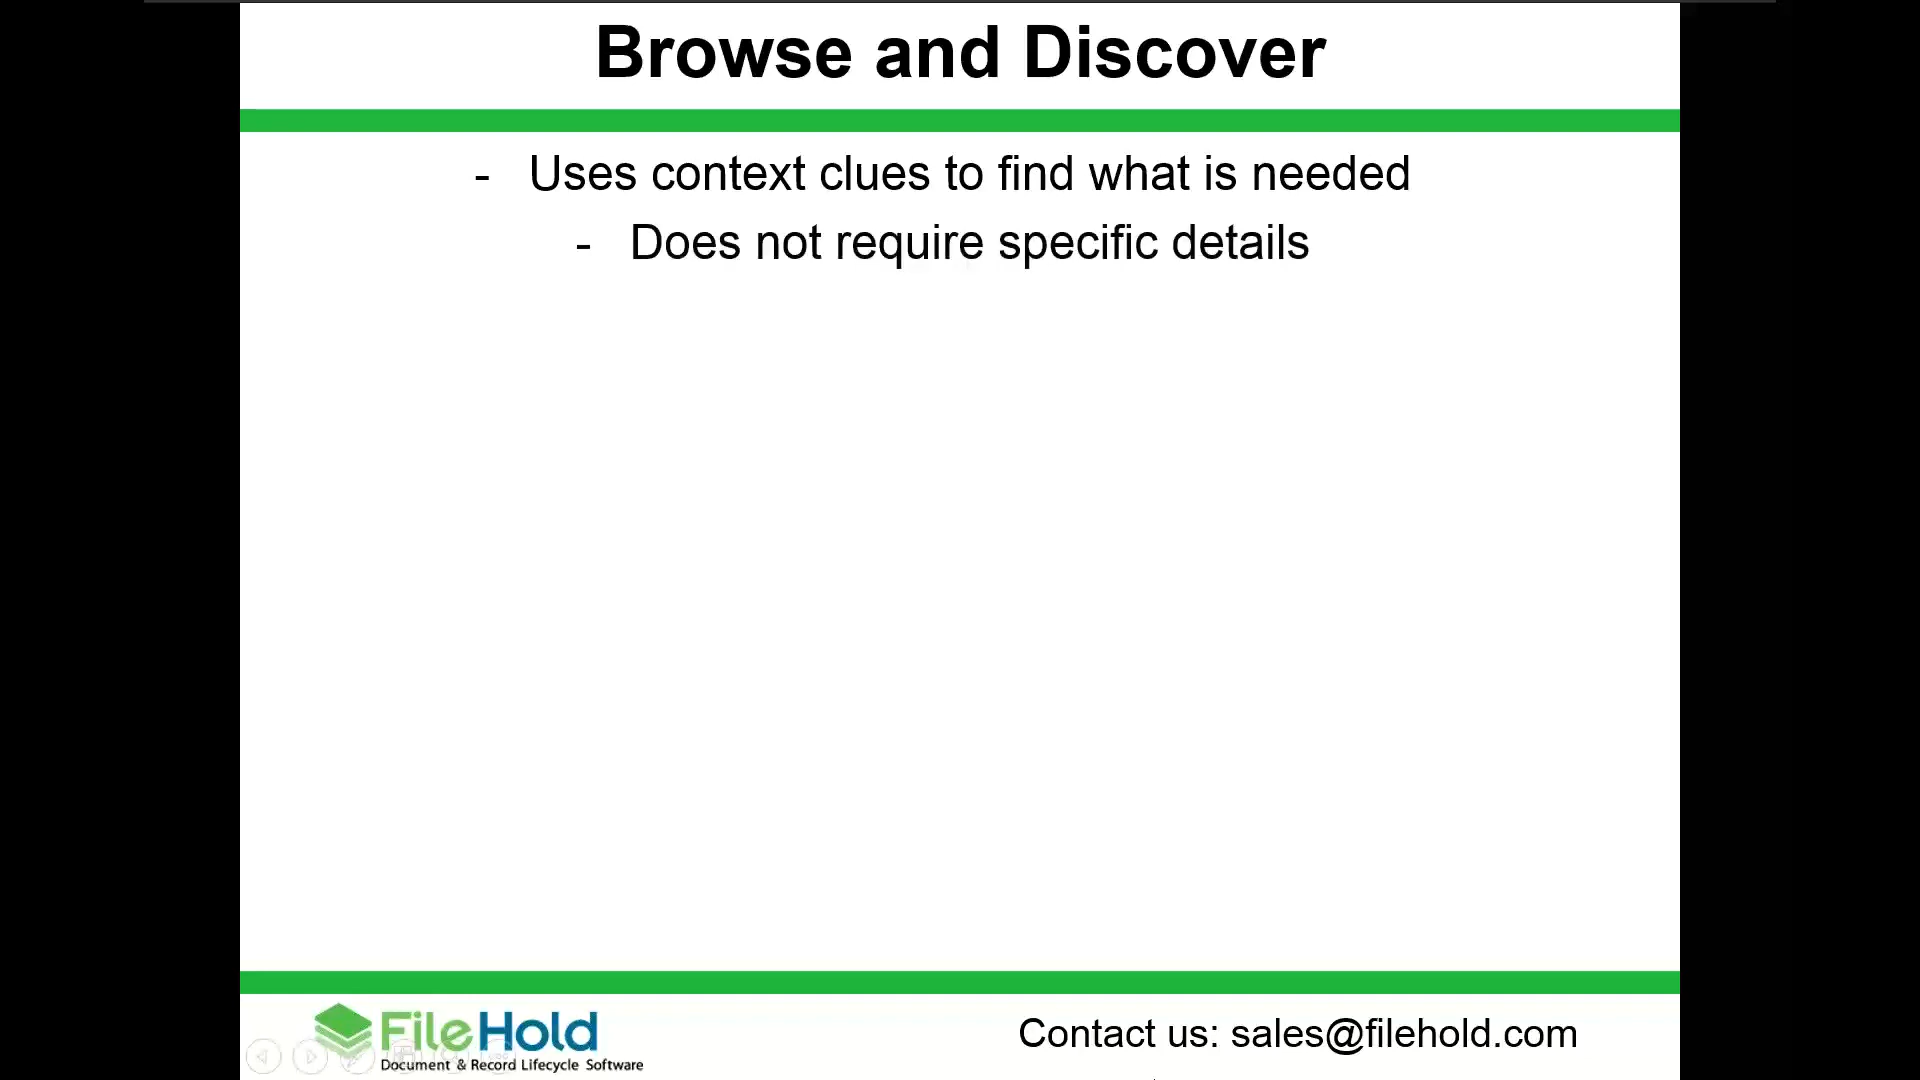 Browse and Discover
- Uses context clues to find what is needed
- Does not require specific details
FileHold
Document & Record Lifecycle Software
Contact us: sales@filehold.com